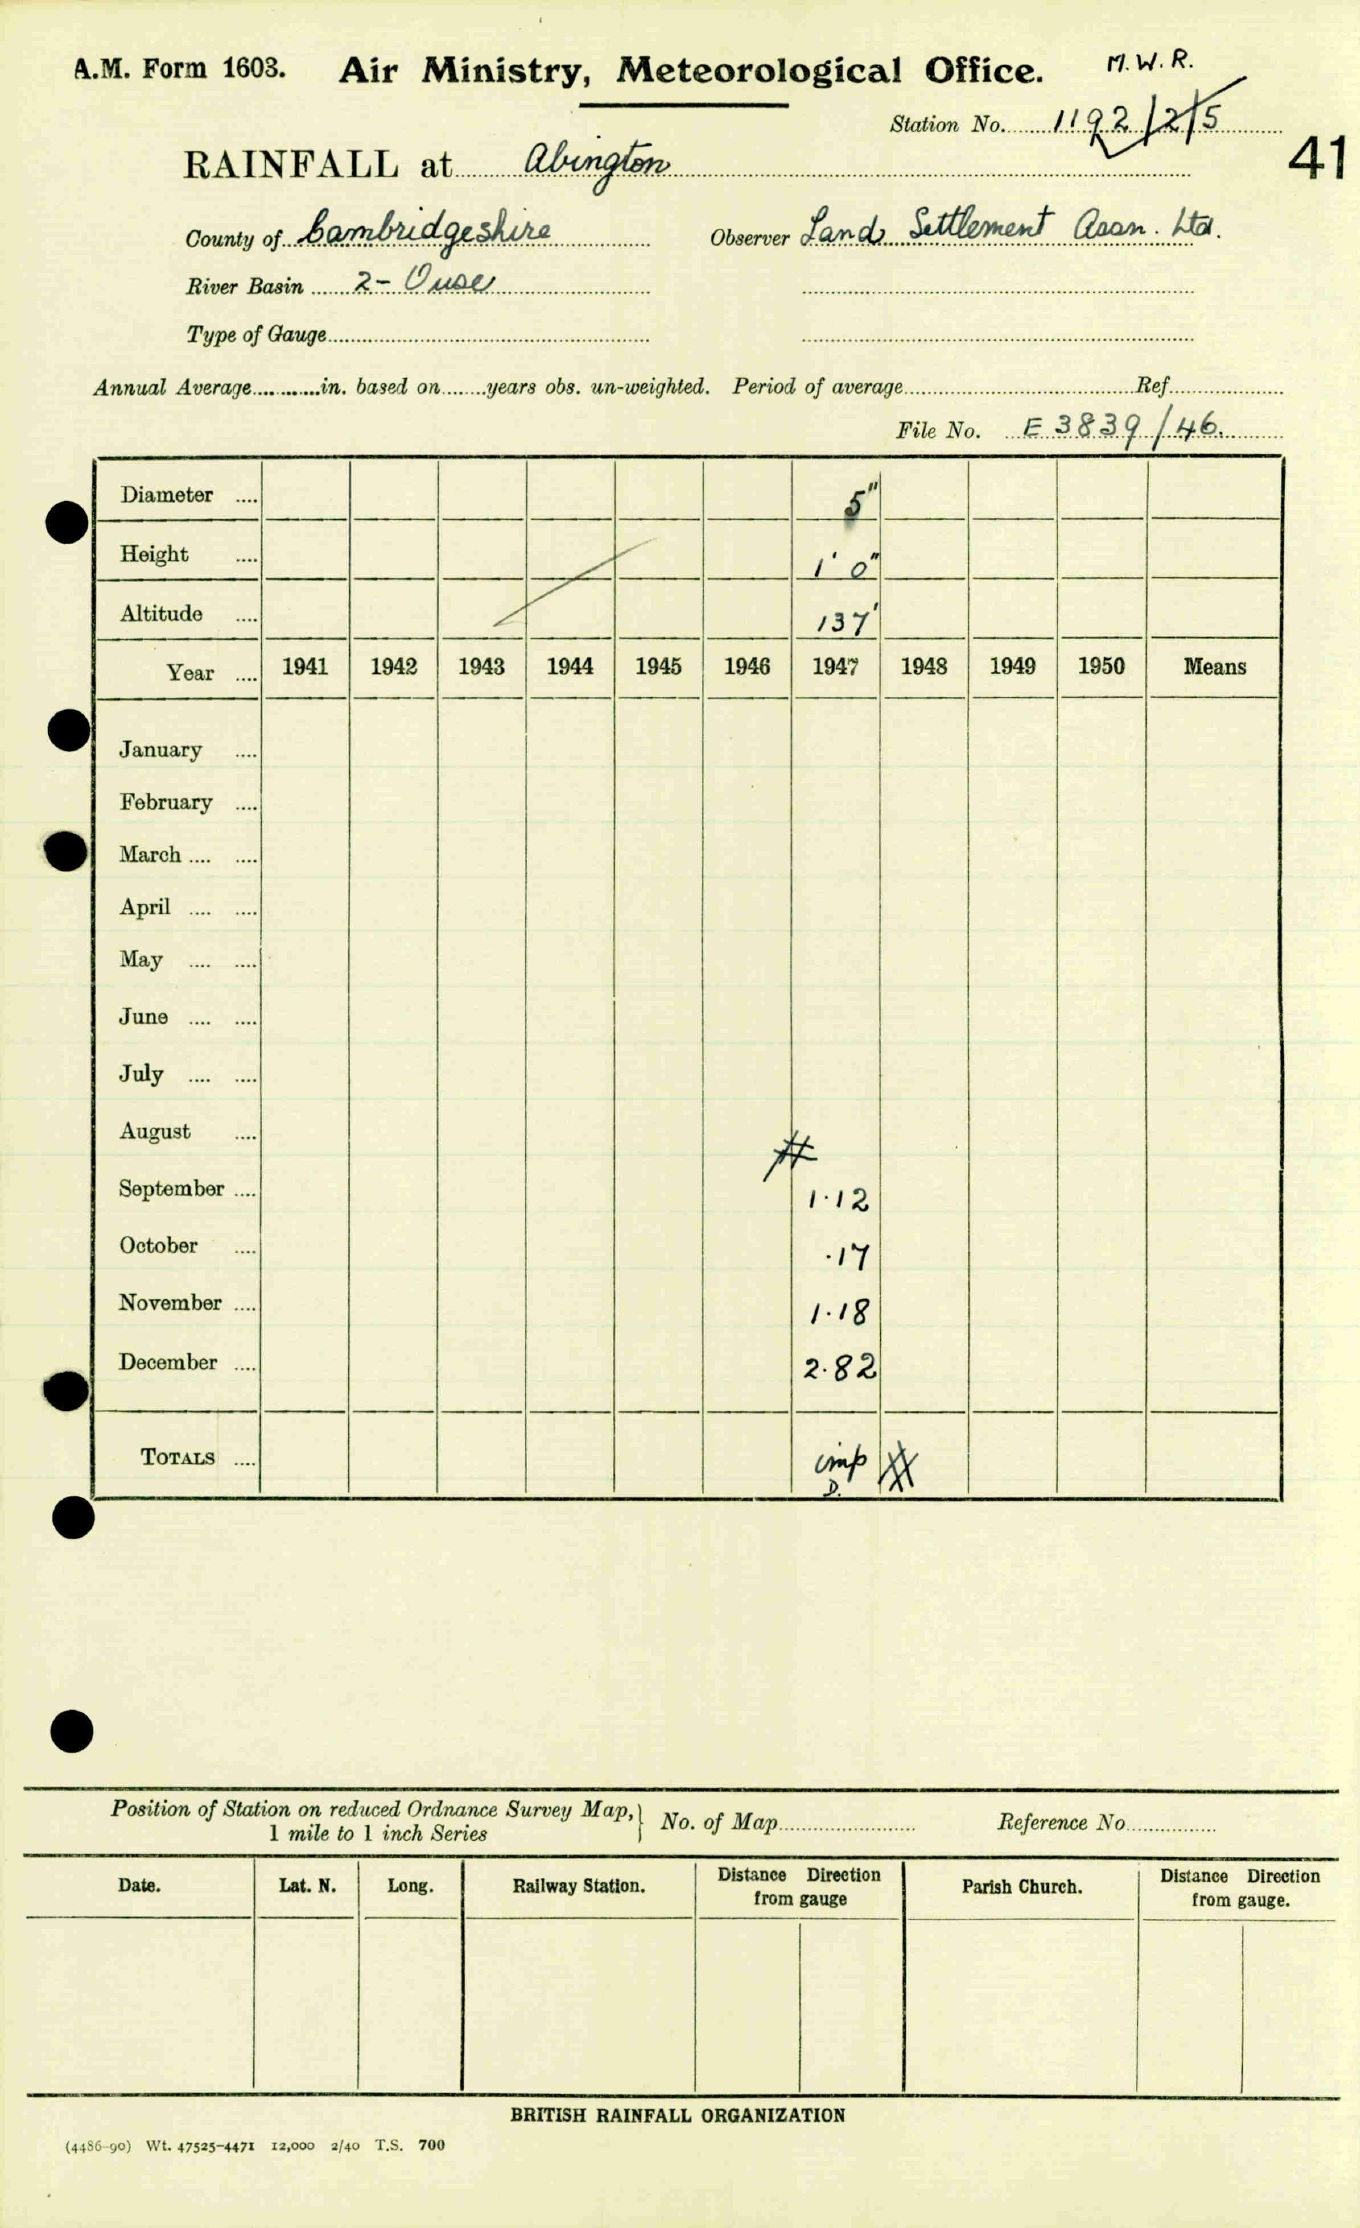 A.M. Form 1603. Air Ministry, Meteorological Office. M.W.R.
Station No. 1192/2/5
41
RAINFALL at Abington
County of Cambridgeshire Observer Land Settlement Assn. Ltd.
River Basin 2- Ouse
Type of Gauge
Annual Average in. based on years obs. un-weighted. Period of average Ref
File No. E 3839/46.
Diameter 5"
Height 1' 0"
Altitude 137'
Year 1941 1942 1943 1944 1945 1946 1947 1948 1949 1950 Means
January
February
March
April
May
June
July
August
September 1·12
October ·17
November 1·18
December 2·82
TOTALS imp
D.
Position of Station on reduced Ordnance Survey Map, } No. of Map Reference No
1 mile to 1 inch Series
Date. Lat. N. Long. Railway Station. Distance Direction from gauge Parish Church. Distance Direction from gauge.
BRITISH RAINFALL ORGANIZATION
(4486-90) Wt. 47525-4471 12,000 2/40 T.S. 700